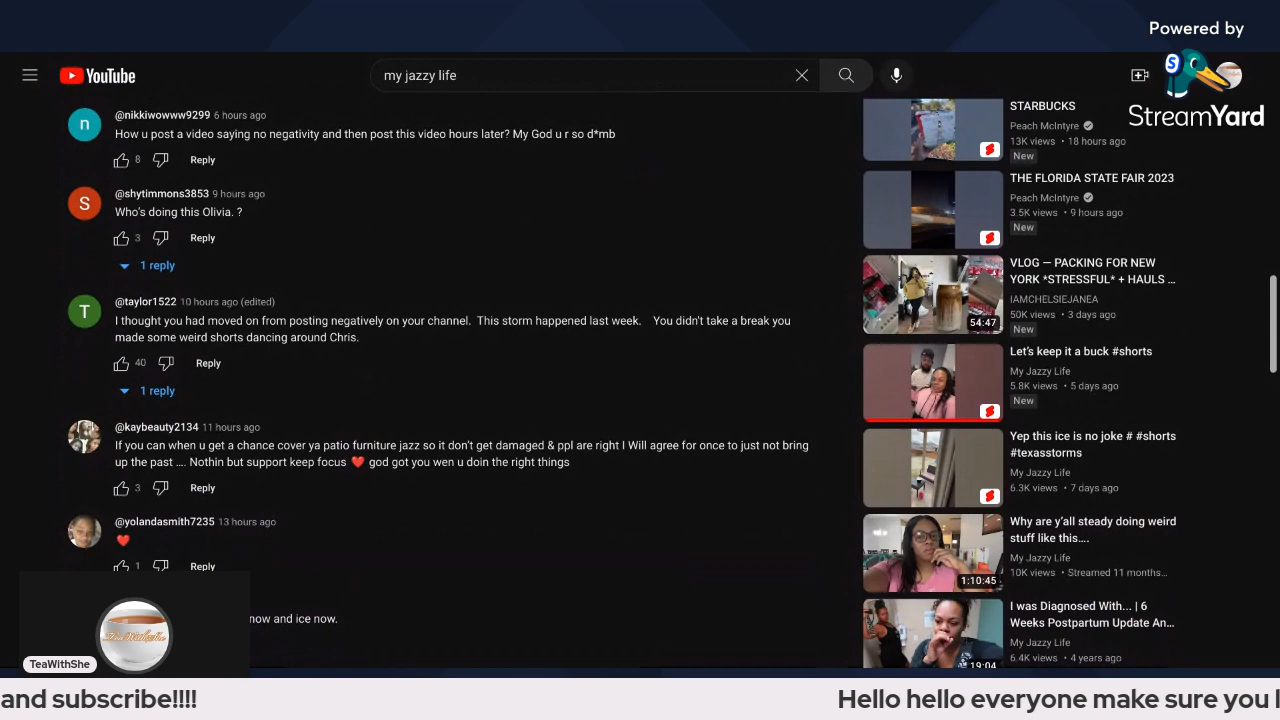 Powered by
StreamYard
YouTube
my jazzy life
@nikkiwowww9299 6 hours ago
How u post a video saying no negativity and then post this video hours later? My God u r so d*mb
8 Reply
@shytimmons3853 9 hours ago
Who's doing this Olivia. ?
3 Reply
1 reply
@taylor1522 10 hours ago (edited)
I thought you had moved on from posting negatively on your channel. This storm happened last week. You didn't take a break you
made some weird shorts dancing around Chris.
40 Reply
1 reply
@kaybeauty2134 11 hours ago
If you can when u get a chance cover ya patio furniture jazz so it don't get damaged & ppl are right I Will agree for once to just not bring
up the past .... Nothin but support keep focus ❤️ god got you wen u doin the right things
3 Reply
@yolandasmith7235 13 hours ago
❤️
1 Reply
now and ice now.
TeaWithShe
STARBUCKS
Peach McIntyre
13K views • 18 hours ago
New
THE FLORIDA STATE FAIR 2023
Peach McIntyre
3.5K views • 9 hours ago
New
VLOG — PACKING FOR NEW
YORK *STRESSFUL* + HAULS ...
IAMCHELSIEJANEA
50K views • 3 days ago
New
54:47
Let's keep it a buck #shorts
My Jazzy Life
5.8K views • 5 days ago
New
Yep this ice is no joke # #shorts
#texasstorms
My Jazzy Life
6.3K views • 7 days ago
Why are y'all steady doing weird
stuff like this....
My Jazzy Life
10K views • Streamed 11 months...
1:10:45
I was Diagnosed With... | 6
Weeks Postpartum Update An...
My Jazzy Life
6.4K views • 4 years ago
19:04
and subscribe!!!! Hello hello everyone make sure you l